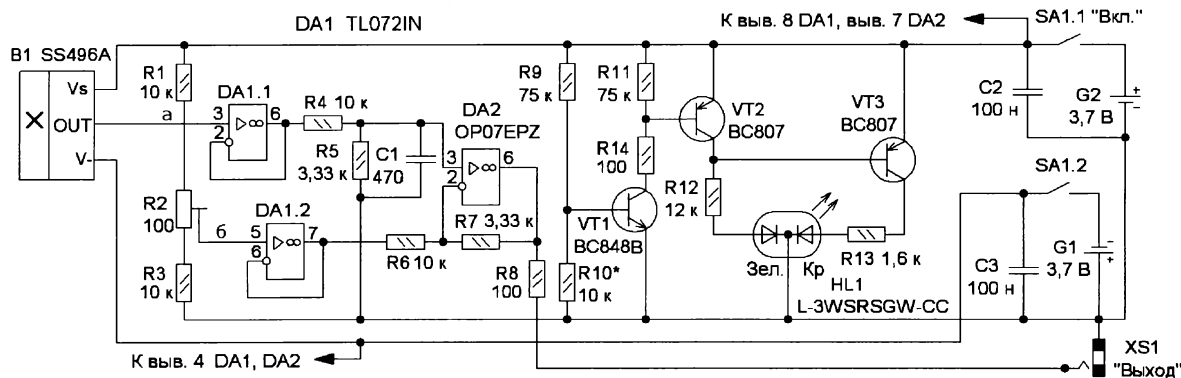 DA1 TL072IN
К выв. 8 DA1, выв. 7 DA2
SA1.1 "Вкл."
B1 SS496A
Vs
OUT
V-
R1
10 к
а
DA1.1
3
2
6
▷∞
R4 10 к
R5
3,33 к
C1
470
DA2
OP07EPZ
3
2
6
▷∞
R9
75 к
R11
75 к
VT2
BC807
VT3
BC807
C2
100 н
G2
3,7 В
+
−
R14
100
R12
12 к
SA1.2
R2
100
б
DA1.2
5
6
7
▷∞
R7 3,33 к
R6 10 к
VT1
BC848B
R3
10 к
R8
100
R10*
10 к
Зел.
Кр
R13 1,6 к
HL1
L-3WSRSGW-CC
C3
100 н
G1
3,7 В
−
+
К выв. 4 DA1, DA2
XS1
"Выход"